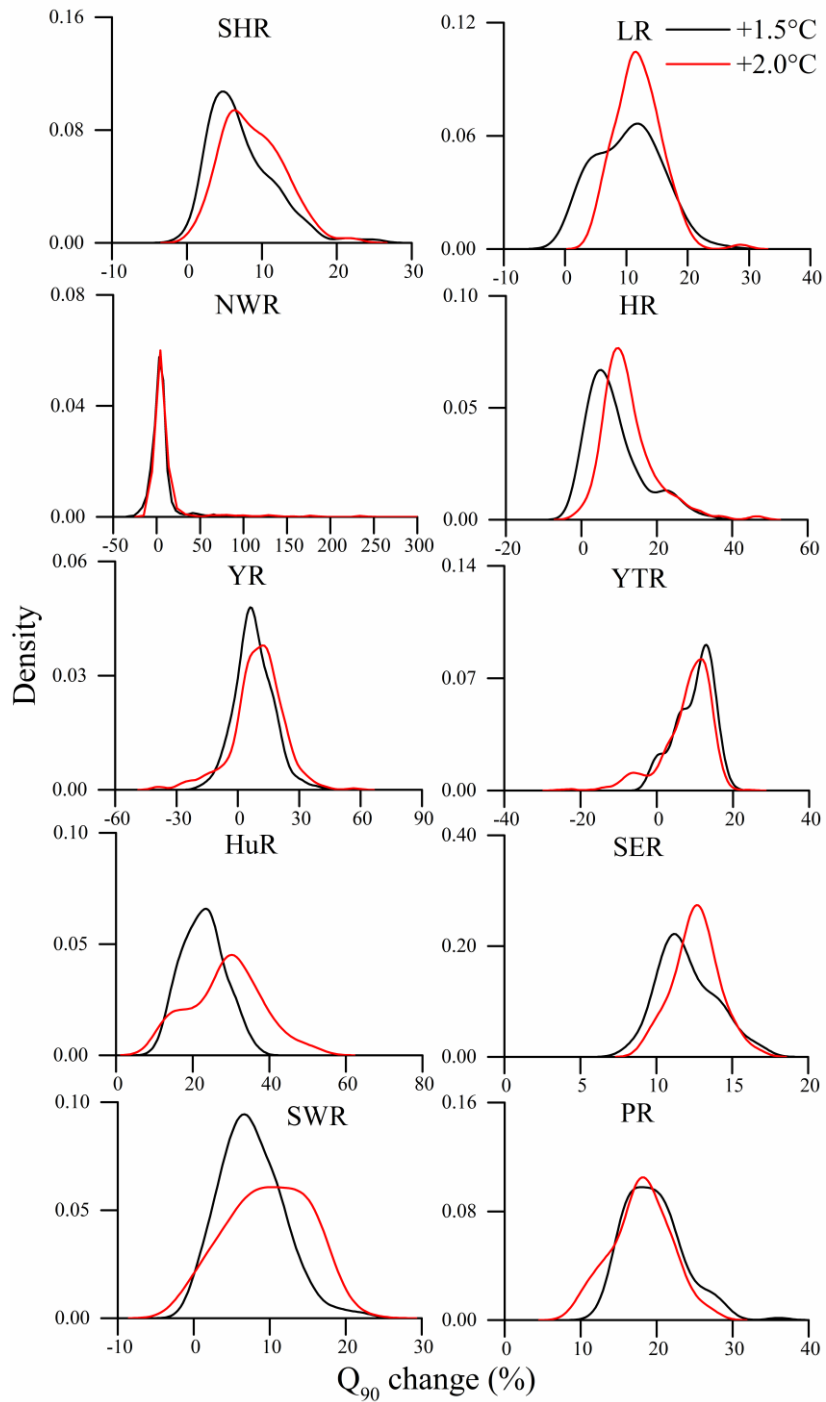 0.16
SHR
0.08
0.00
-10 0 10 20 30
0.12
LR
+1.5°C
+2.0°C
0.06
0.00
-10 0 10 20 30 40
0.08
NWR
0.04
0.00
-50 0 50 100 150 200 250 300
0.10
HR
0.05
0.00
-20 0 20 40 60
0.06
YR
0.03
0.00
-60 -30 0 30 60 90
0.14
YTR
0.07
0.00
-40 -20 0 20 40
Density
0.10
HuR
0.05
0.00
0 20 40 60 80
0.40
SER
0.20
0.00
0 5 10 15 20
0.10
SWR
0.05
0.00
-10 0 10 20 30
0.16
PR
0.08
0.00
0 10 20 30 40
Q90 change (%)